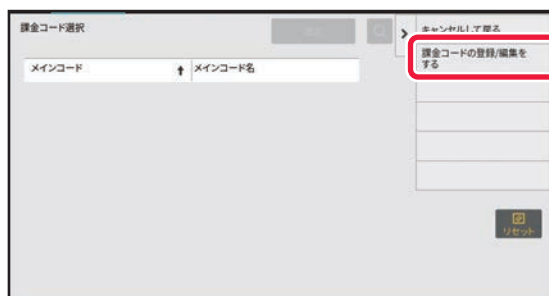 課金コード選択
キャンセルして戻る
課金コードの登録/編集を
する
メインコード
メインコード名
リセット